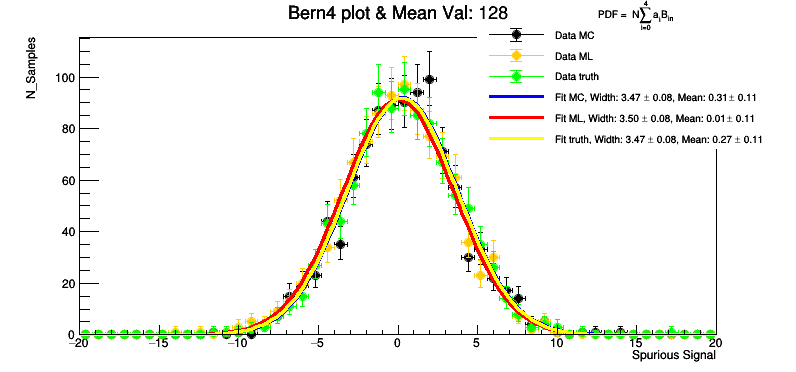 Bern4 plot & Mean Val: 128
PDF = N∑ a_i B_in
4
i=0
Data MC
Data ML
Data truth
Fit MC, Width: 3.47 ± 0.08, Mean: 0.31 ± 0.11
Fit ML, Width: 3.50 ± 0.08, Mean: 0.01 ± 0.11
Fit truth, Width: 3.47 ± 0.08, Mean: 0.27 ± 0.11
N_Samples
100
80
60
40
20
0
−20 −15 −10 −5 0 5 10 15 20
Spurious Signal